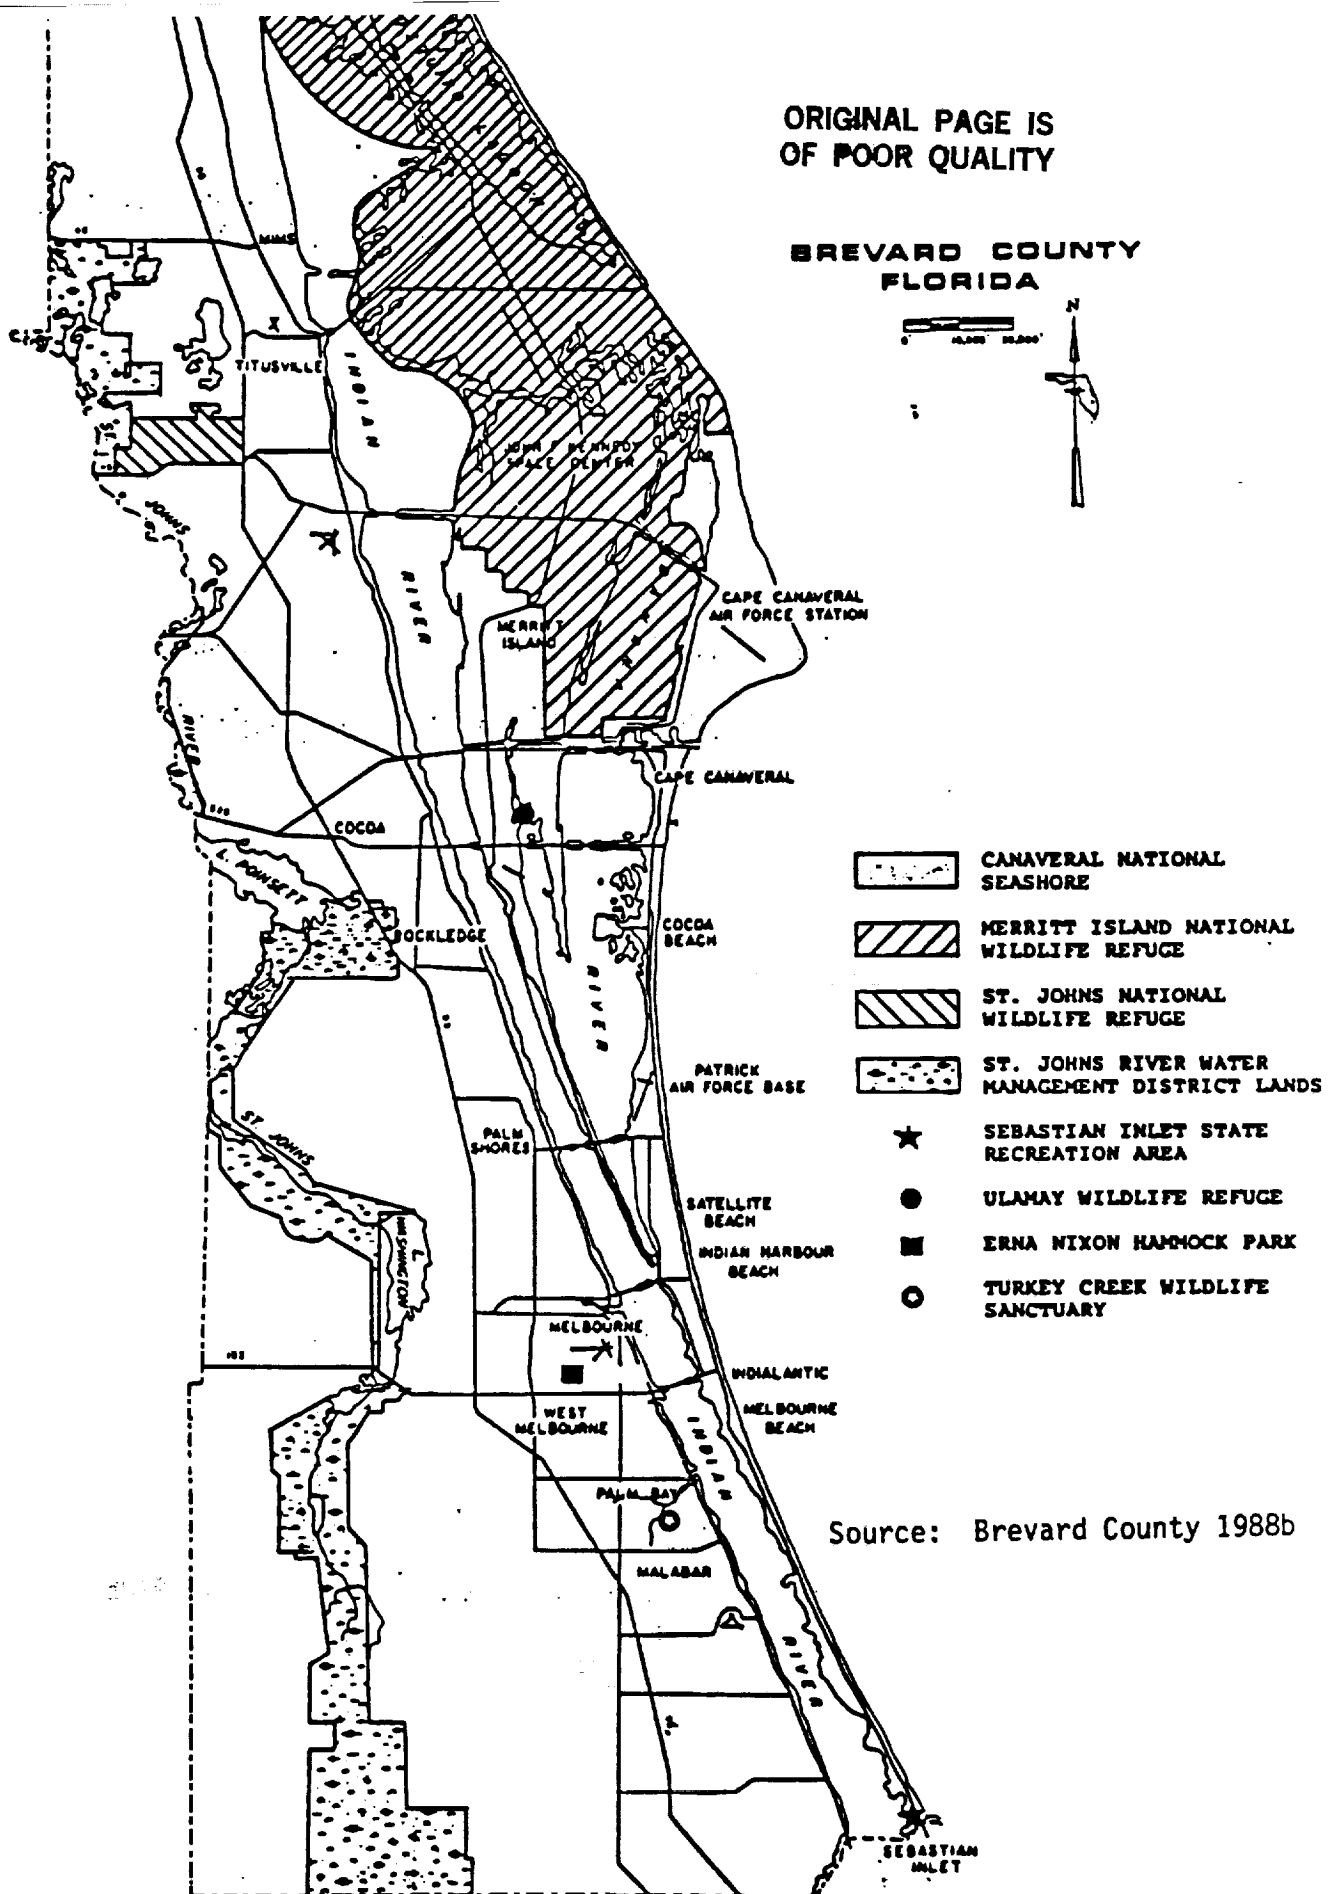 ORIGINAL PAGE IS
OF POOR QUALITY
BREVARD COUNTY
FLORIDA
N
MIMS
TITUSVILLE
INDIAN
JOHN F. KENNEDY
SPACE CENTER
ST.
JOHNS
RIVER
RIVER
MERRITT
ISLAND
CAPE CANAVERAL
AIR FORCE STATION
CAPE CANAVERAL
COCOA
L. POINSETT
ROCKLEDGE
COCOA
BEACH
RIVER
PATRICK
AIR FORCE BASE
ST. JOHNS
PALM
SHORES
SATELLITE
BEACH
INDIAN HARBOUR
BEACH
L.
WASHINGTON
MELBOURNE
INDIALANTIC
MELBOURNE
BEACH
WEST
MELBOURNE
INDIAN
PALM BAY
MALABAR
RIVER
SEBASTIAN
INLET
CANAVERAL NATIONAL
SEASHORE
MERRITT ISLAND NATIONAL
WILDLIFE REFUGE
ST. JOHNS NATIONAL
WILDLIFE REFUGE
ST. JOHNS RIVER WATER
MANAGEMENT DISTRICT LANDS
SEBASTIAN INLET STATE
RECREATION AREA
ULAMAY WILDLIFE REFUGE
ERNA NIXON HAMMOCK PARK
TURKEY CREEK WILDLIFE
SANCTUARY
Source: Brevard County 1988b